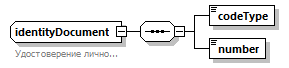 codeType
identityDocument
Удостоверение лично...
number